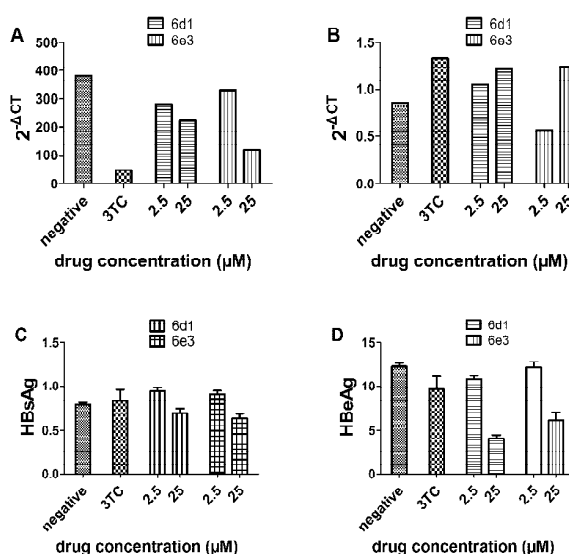 A
6d1
6e3
2^-ΔCT
500
400
300
200
100
0
negative
3TC
2.5
25
2.5
25
drug concentration (µM)
B
6d1
6e3
2^-ΔCT
1.5
1.0
0.5
0.0
negative
3TC
2.5
25
2.5
25
drug concentration (µM)
C
6d1
6e3
HBsAg
1.5
1.0
0.5
0.0
negative
3TC
2.5
25
2.5
25
drug concentration (µM)
D
6d1
6e3
HBeAg
15
10
5
0
negative
3TC
2.5
25
2.5
25
drug concentration (µM)